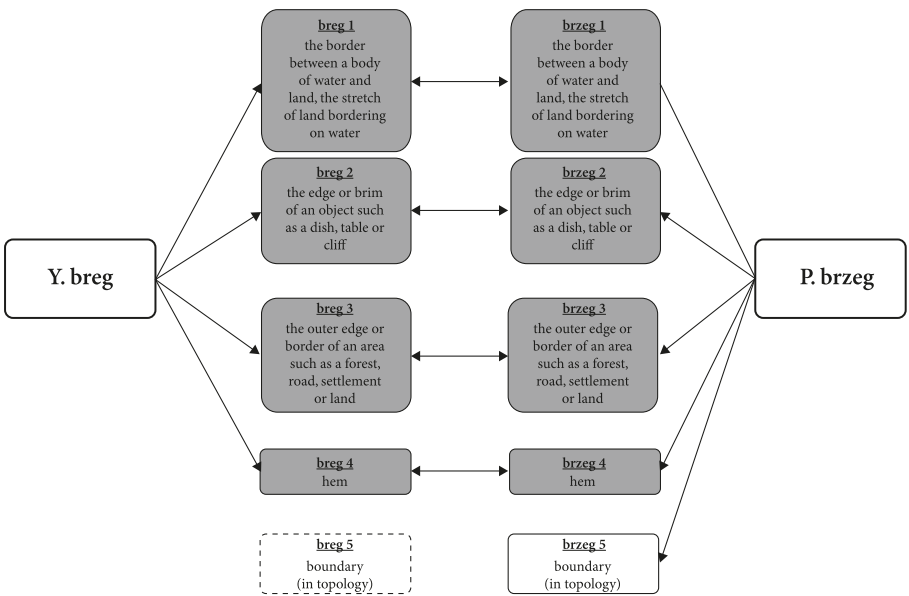 breg 1
the border
between a body
of water and
land, the stretch
of land bordering
on water
brzeg 1
the border
between a body
of water and
land, the stretch
of land bordering
on water
breg 2
the edge or brim
of an object such
as a dish, table or
cliff
brzeg 2
the edge or brim
of an object such
as a dish, table or
cliff
Y. breg
P. brzeg
breg 3
the outer edge or
border of an area
such as a forest,
road, settlement
or land
brzeg 3
the outer edge or
border of an area
such as a forest,
road, settlement
or land
breg 4
hem
brzeg 4
hem
breg 5
boundary
(in topology)
brzeg 5
boundary
(in topology)